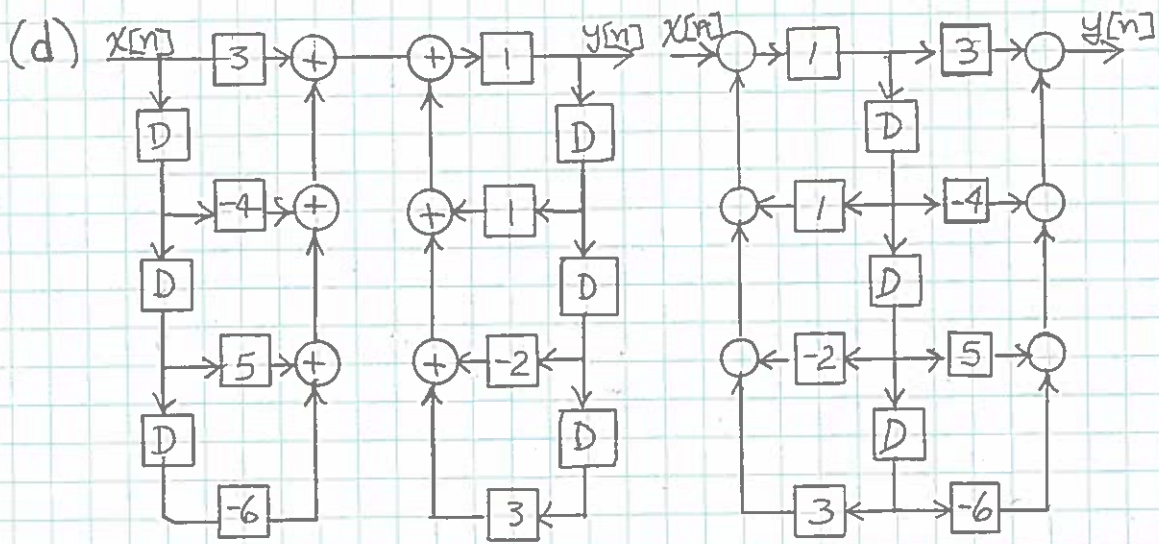 (d) x[n] 3 + + 1 y[n] x[n] 1 3 y[n]
D D D
-4 + + 1 1 -4
D D D
5 + + -2 -2 5
D D D
-6 3 3 -6